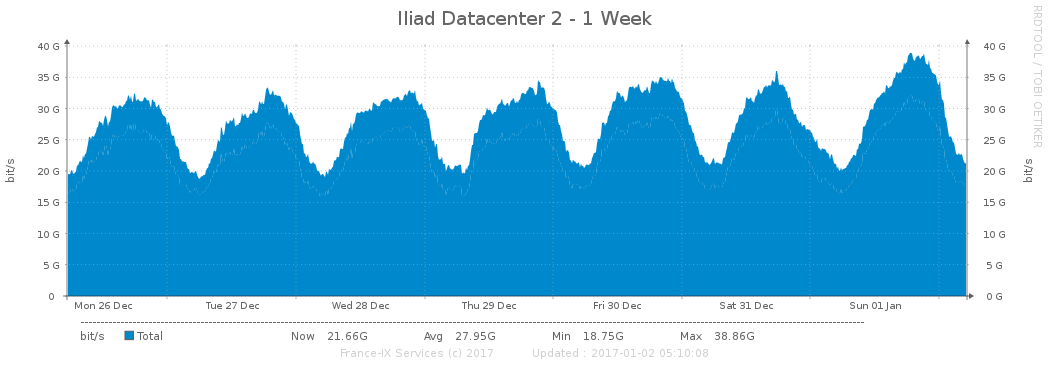 Iliad Datacenter 2 - 1 Week
RRDTOOL / TOBI OETIKER
40 G 40 G
35 G 35 G
30 G 30 G
25 G 25 G
20 G 20 G
15 G 15 G
10 G 10 G
5 G 5 G
0 0 G
bit/s
bit/s
Mon 26 Dec Tue 27 Dec Wed 28 Dec Thu 29 Dec Fri 30 Dec Sat 31 Dec Sun 01 Jan
bit/s Total Now 21.66G Avg 27.95G Min 18.75G Max 38.86G
France-IX Services (c) 2017 Updated : 2017-01-02 05:10:08